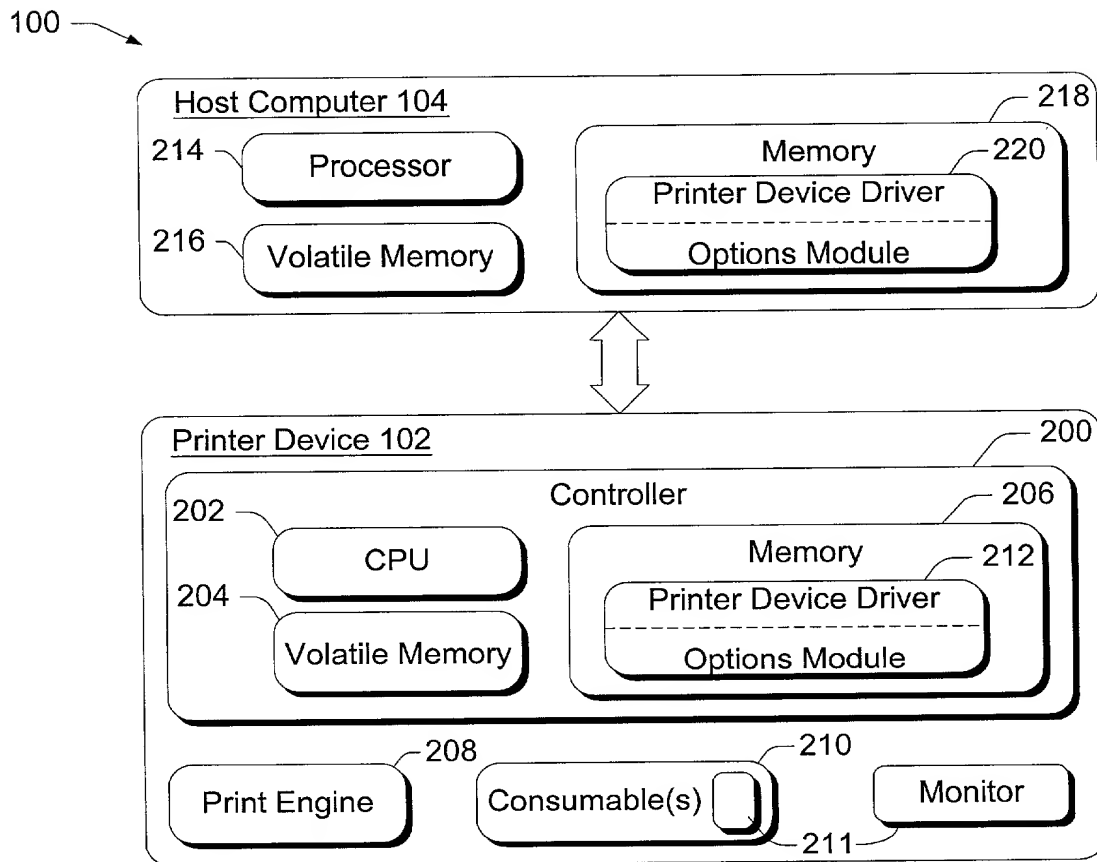 100
Host Computer 104
218
214
Processor
Memory
220
Printer Device Driver
216
Volatile Memory
Options Module
Printer Device 102
200
Controller
202
206
CPU
Memory
212
204
Printer Device Driver
Volatile Memory
Options Module
208
210
Print Engine
Consumable(s)
Monitor
211